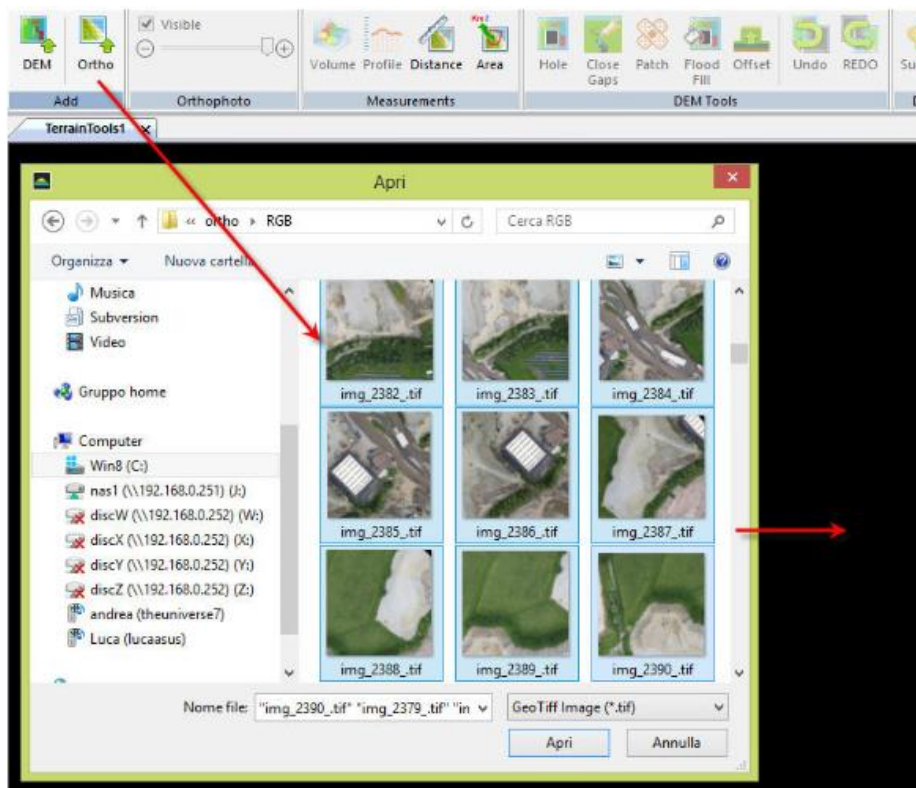 Visible
Km²
DEM Ortho
Volume Profile Distance Area
Hole Close Gaps Patch Flood Fill Offset Undo REDO
Add Orthophoto Measurements DEM Tools
TerrainTools1 x
Apri
« ortho RGB
Cerca RGB
Organizza Nuova cartella
Musica
Subversion
Video
Gruppo home
Computer
Win8 (C:)
nas1 (\\192.168.0.251) (J:)
discW (\\192.168.0.252) (W:)
discX (\\192.168.0.252) (X:)
discY (\\192.168.0.252) (Y:)
discZ (\\192.168.0.252) (Z:)
andrea (theuniverse7)
Luca (lucaasus)
img_2382_.tif img_2383_.tif img_2384_.tif
img_2385_.tif img_2386_.tif img_2387_.tif
img_2388_.tif img_2389_.tif img_2390_.tif
Nome file: "img_2390_.tif" "img_2379_.tif" "in
GeoTiff Image (*.tif)
Apri Annulla